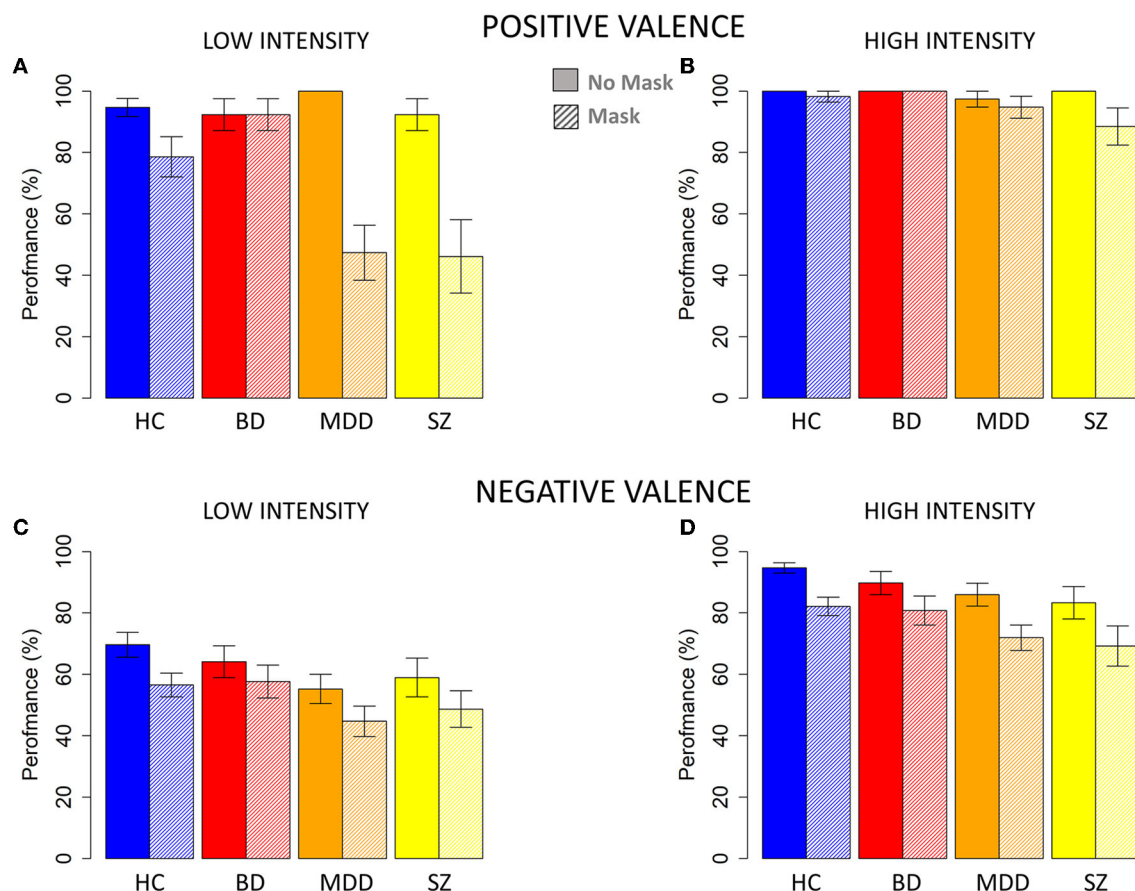 POSITIVE VALENCE
LOW INTENSITY
HIGH INTENSITY
A
B
No Mask
Mask
Perofmance (%)
100
80
60
40
20
0
HC BD MDD SZ
Perofmance (%)
100
80
60
40
20
0
HC BD MDD SZ
NEGATIVE VALENCE
LOW INTENSITY
HIGH INTENSITY
C
D
Perofmance (%)
100
80
60
40
20
0
HC BD MDD SZ
Perofmance (%)
100
80
60
40
20
0
HC BD MDD SZ